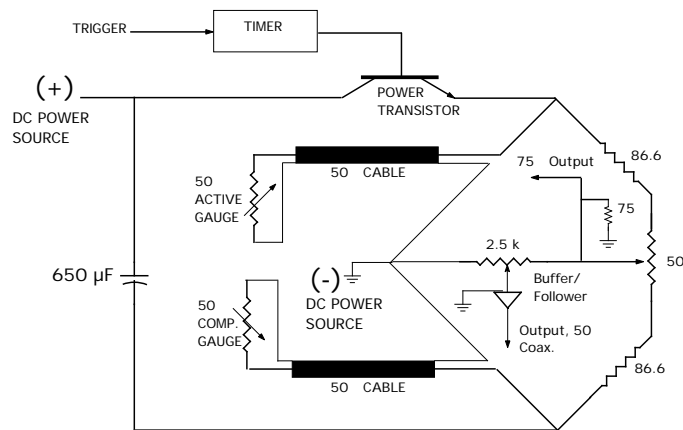 TRIGGER
TIMER
(+)
DC POWER
SOURCE
POWER
TRANSISTOR
86.6
50 CABLE
75 Output
50
ACTIVE
GAUGE
75
2.5 k
650 µF
(-)
50
DC POWER
SOURCE
Buffer/
Follower
50
COMP.
GAUGE
Output, 50
Coax.
86.6
50 CABLE